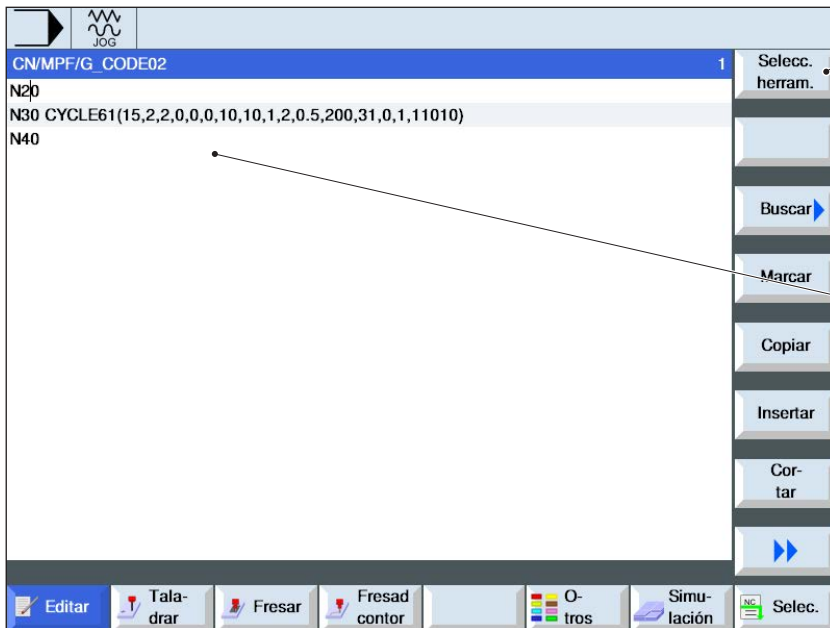 JOG
CN/MPF/G_CODE02 1
N20
N30 CYCLE61(15,2,2,0,0,0,10,10,1,2,0.5,200,31,0,1,11010)
N40
Selecc.
herram.
Buscar
Marcar
Copiar
Insertar
Cor-
tar
Editar
Tala-
drar
Fresar
Fresad
contor
O-
tros
Simu-
lación
NC
Selec.